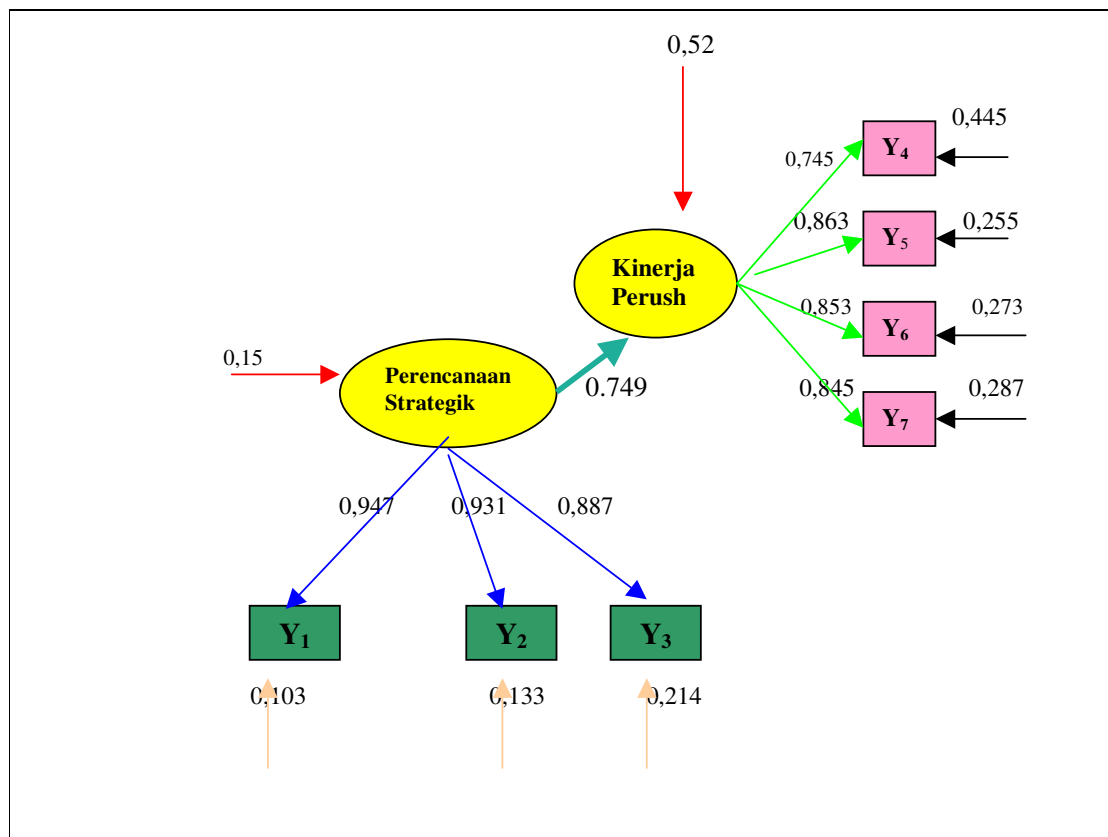 0,52
0,445
Y₄
0,745
0,863
Y₅
0,255
Kinerja
Perush
0,853
Y₆
0,273
0,15
Perencanaan
Strategik
0.749
0,845
Y₇
0,287
0,947
0,931
0,887
Y₁
Y₂
Y₃
0,103
0,133
0,214